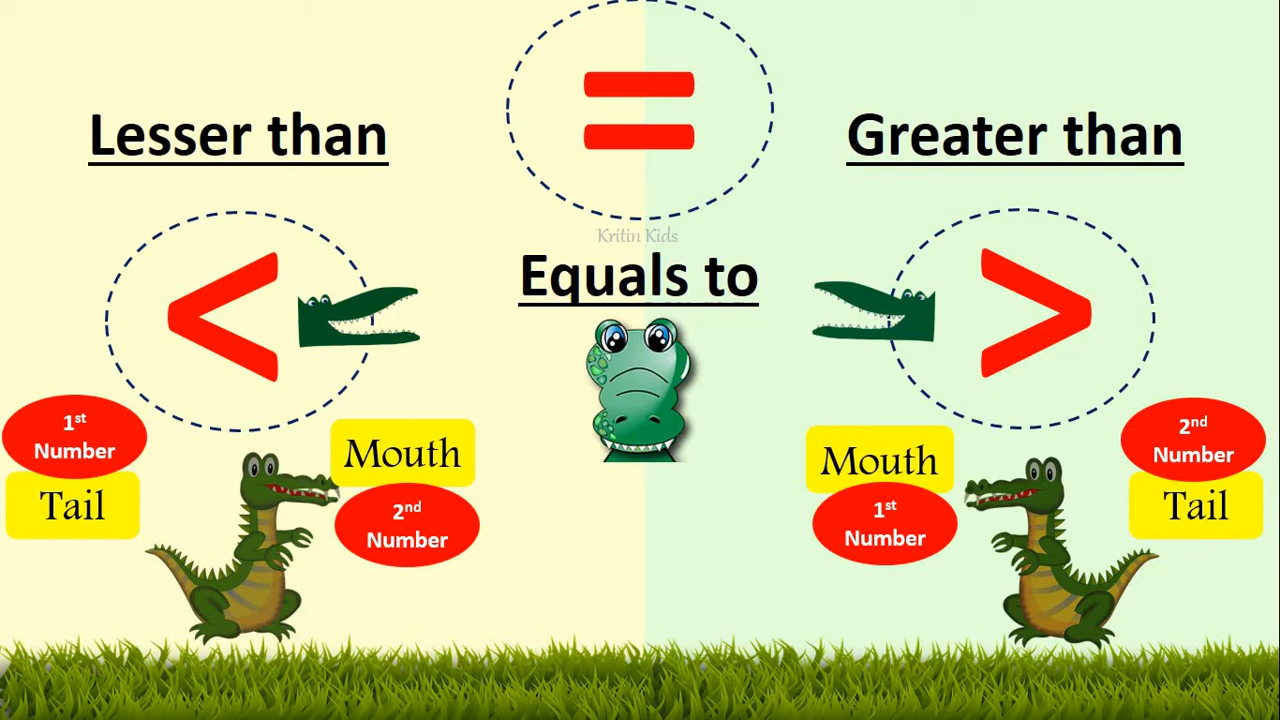 =
Lesser than
Greater than
Kritin Kids
Equals to
<
>
1st
Number
Tail
Mouth
2nd
Number
Mouth
1st
Number
2nd
Number
Tail